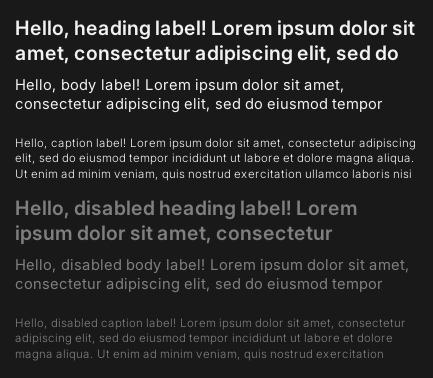 Hello, heading label! Lorem ipsum dolor sit
amet, consectetur adipiscing elit, sed do
Hello, body label! Lorem ipsum dolor sit amet,
consectetur adipiscing elit, sed do eiusmod tempor
Hello, caption label! Lorem ipsum dolor sit amet, consectetur adipiscing
elit, sed do eiusmod tempor incididunt ut labore et dolore magna aliqua.
Ut enim ad minim veniam, quis nostrud exercitation ullamco laboris nisi
Hello, disabled heading label! Lorem
ipsum dolor sit amet, consectetur
Hello, disabled body label! Lorem ipsum dolor sit amet,
consectetur adipiscing elit, sed do eiusmod tempor
Hello, disabled caption label! Lorem ipsum dolor sit amet, consectetur
adipiscing elit, sed do eiusmod tempor incididunt ut labore et dolore
magna aliqua. Ut enim ad minim veniam, quis nostrud exercitation